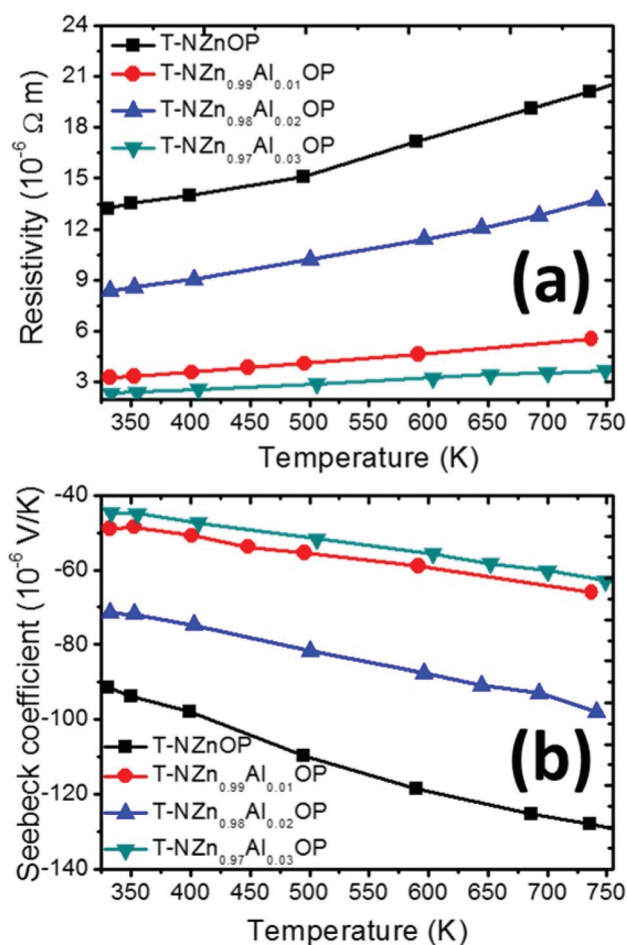 24
21
18
15
12
9
6
3
Resistivity (10⁻⁶ Ω m)
T-NZnOP
T-NZn₀.₉₉Al₀.₀₁OP
T-NZn₀.₉₈Al₀.₀₂OP
T-NZn₀.₉₇Al₀.₀₃OP
(a)
350 400 450 500 550 600 650 700 750
Temperature (K)
-40
-60
-80
-100
-120
-140
Seebeck coefficient (10⁻⁶ V/K)
(b)
T-NZnOP
T-NZn₀.₉₉Al₀.₀₁OP
T-NZn₀.₉₈Al₀.₀₂OP
T-NZn₀.₉₇Al₀.₀₃OP
350 400 450 500 550 600 650 700 750
Temperature (K)